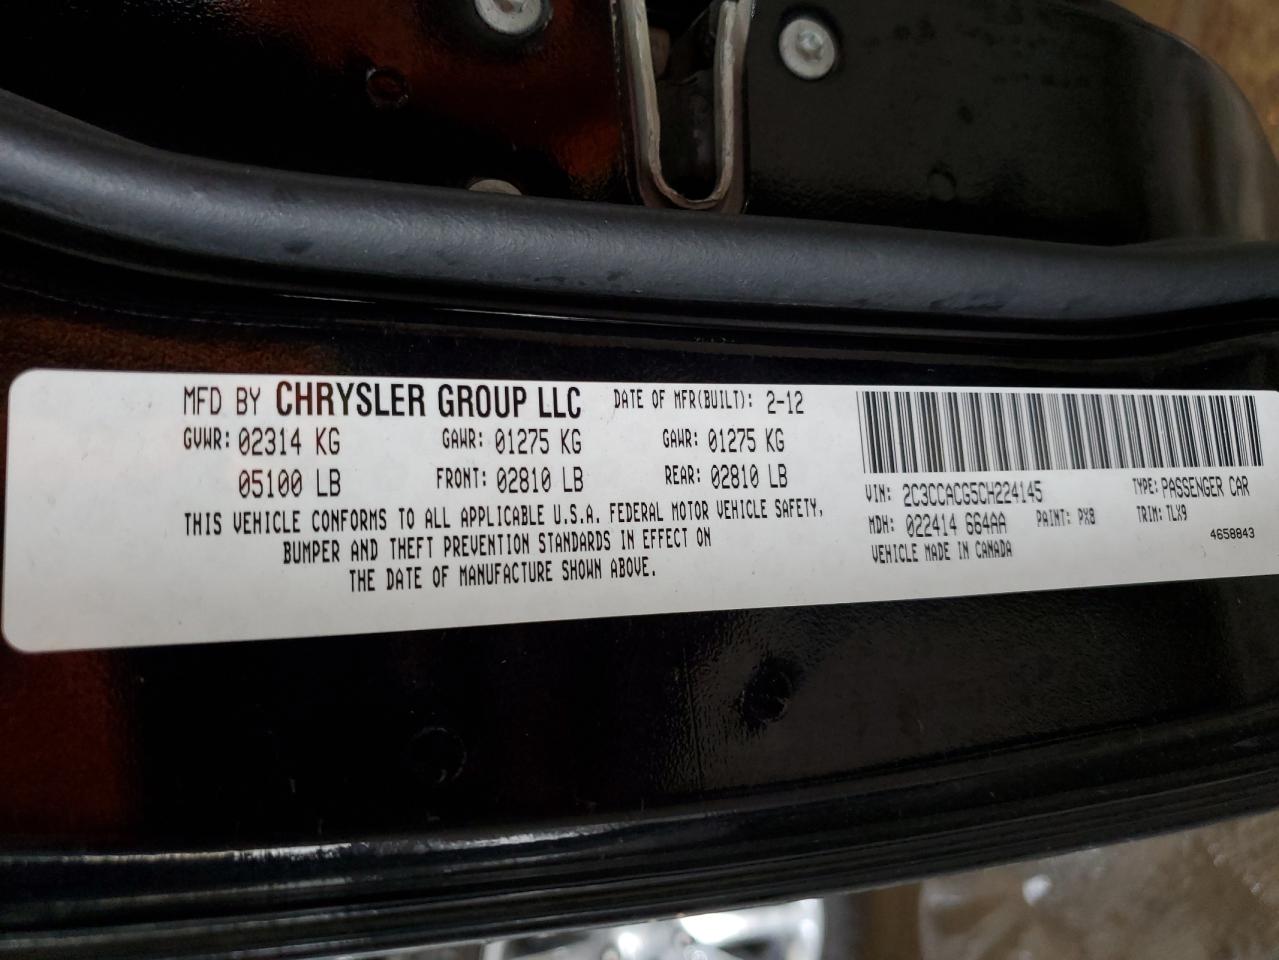 MFD BY CHRYSLER GROUP LLC DATE OF MFR(BUILT): 2-12
GVWR: 02314 KG GAWR: 01275 KG GAWR: 01275 KG
05100 LB FRONT: 02810 LB REAR: 02810 LB
THIS VEHICLE CONFORMS TO ALL APPLICABLE U.S.A. FEDERAL MOTOR VEHICLE SAFETY,
BUMPER AND THEFT PREVENTION STANDARDS IN EFFECT ON
THE DATE OF MANUFACTURE SHOWN ABOVE.
VIN: 2C3CCACG5CH224145 TYPE: PASSENGER CAR
MDH: 022414 664AA PAINT: PX8 TRIM: TLX9
VEHICLE MADE IN CANADA 4658843